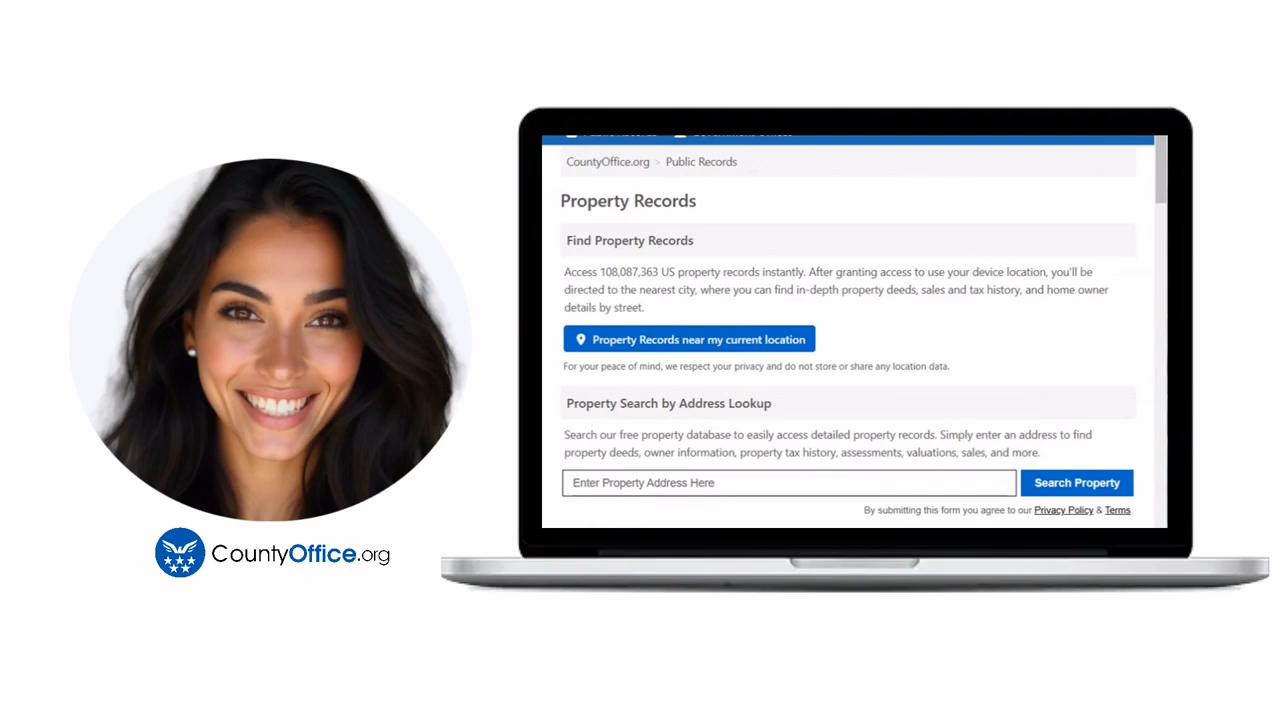 CountyOffice.org > Public Records
Property Records
Find Property Records
Access 108,087,363 US property records instantly. After granting access to use your device location, you'll be
directed to the nearest city, where you can find in-depth property deeds, sales and tax history, and home owner
details by street.
Property Records near my current location
For your peace of mind, we respect your privacy and do not store or share any location data.
Property Search by Address Lookup
Search our free property database to easily access detailed property records. Simply enter an address to find
property deeds, owner information, property tax history, assessments, valuations, sales, and more.
Enter Property Address Here
Search Property
By submitting this form you agree to our Privacy Policy & Terms.
CountyOffice.org